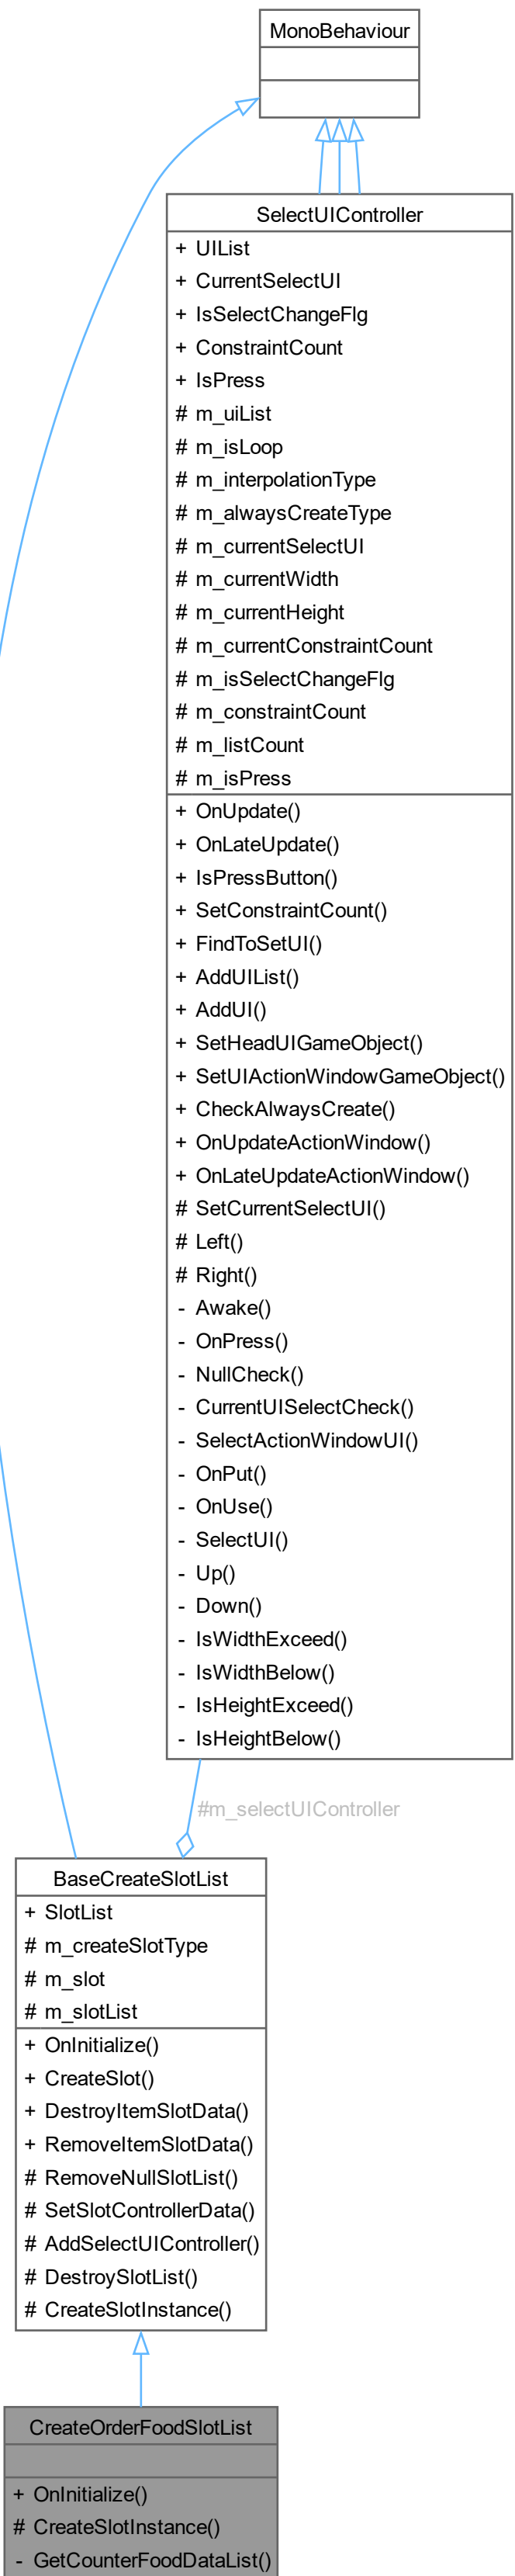 MonoBehaviour
SelectUIController
+ UIList
+ CurrentSelectUI
+ IsSelectChangeFlg
+ ConstraintCount
+ IsPress
# m_uiList
# m_isLoop
# m_interpolationType
# m_alwaysCreateType
# m_currentSelectUI
# m_currentWidth
# m_currentHeight
# m_currentConstraintCount
# m_isSelectChangeFlg
# m_constraintCount
# m_listCount
# m_isPress
+ OnUpdate()
+ OnLateUpdate()
+ IsPressButton()
+ SetConstraintCount()
+ FindToSetUI()
+ AddUIList()
+ AddUI()
+ SetHeadUIGameObject()
+ SetUIActionWindowGameObject()
+ CheckAlwaysCreate()
+ OnUpdateActionWindow()
+ OnLateUpdateActionWindow()
# SetCurrentSelectUI()
# Left()
# Right()
- Awake()
- OnPress()
- NullCheck()
- CurrentUISelectCheck()
- SelectActionWindowUI()
- OnPut()
- OnUse()
- SelectUI()
- Up()
- Down()
- IsWidthExceed()
- IsWidthBelow()
- IsHeightExceed()
- IsHeightBelow()
#m_selectUIController
BaseCreateSlotList
+ SlotList
# m_createSlotType
# m_slot
# m_slotList
+ OnInitialize()
+ CreateSlot()
+ DestroyItemSlotData()
+ RemoveItemSlotData()
# RemoveNullSlotList()
# SetSlotControllerData()
# AddSelectUIController()
# DestroySlotList()
# CreateSlotInstance()
CreateOrderFoodSlotList
+ OnInitialize()
# CreateSlotInstance()
- GetCounterFoodDataList()